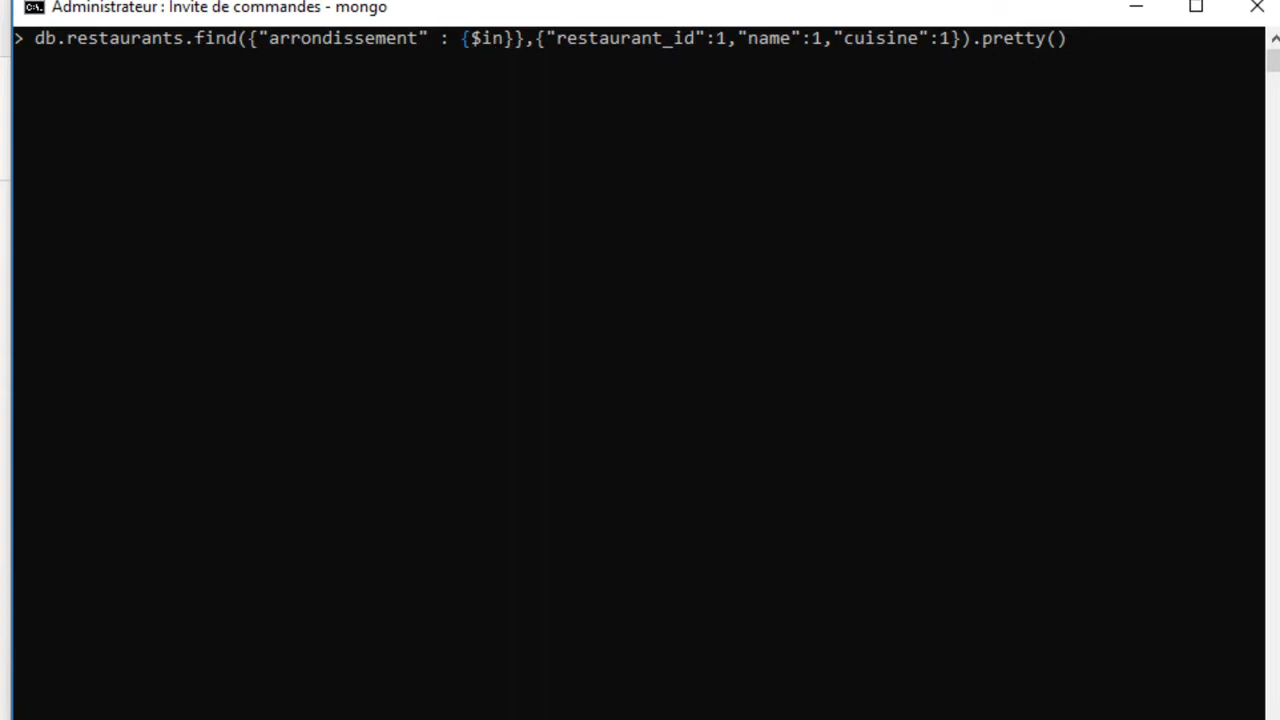 Administrateur : Invite de commandes - mongo
> db.restaurants.find({"arrondissement" : {$in}},{"restaurant_id":1,"name":1,"cuisine":1}).pretty()